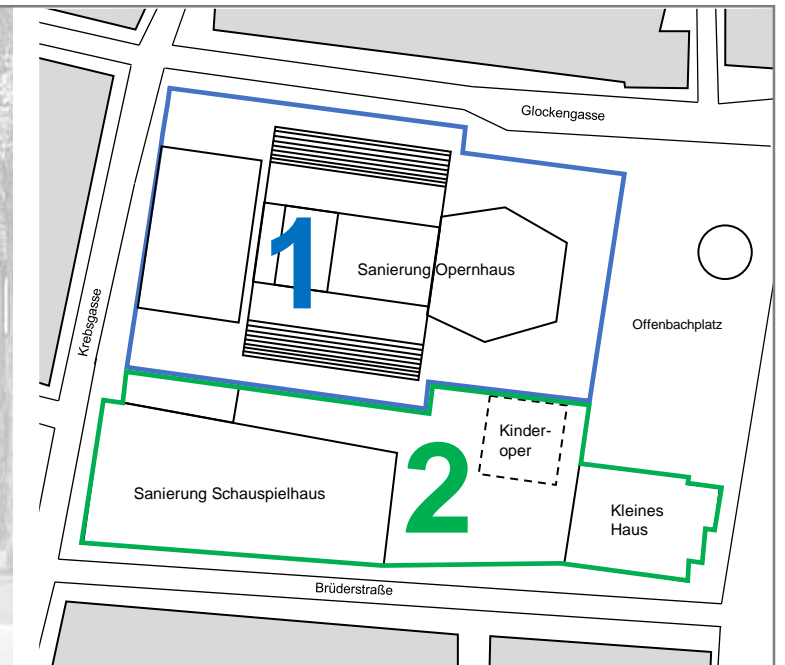 Glockengasse
1
Sanierung Opernhaus
Krebsgasse
Offenbachplatz
Kinder-
oper
2
Sanierung Schauspielhaus
Kleines
Haus
Brüderstraße